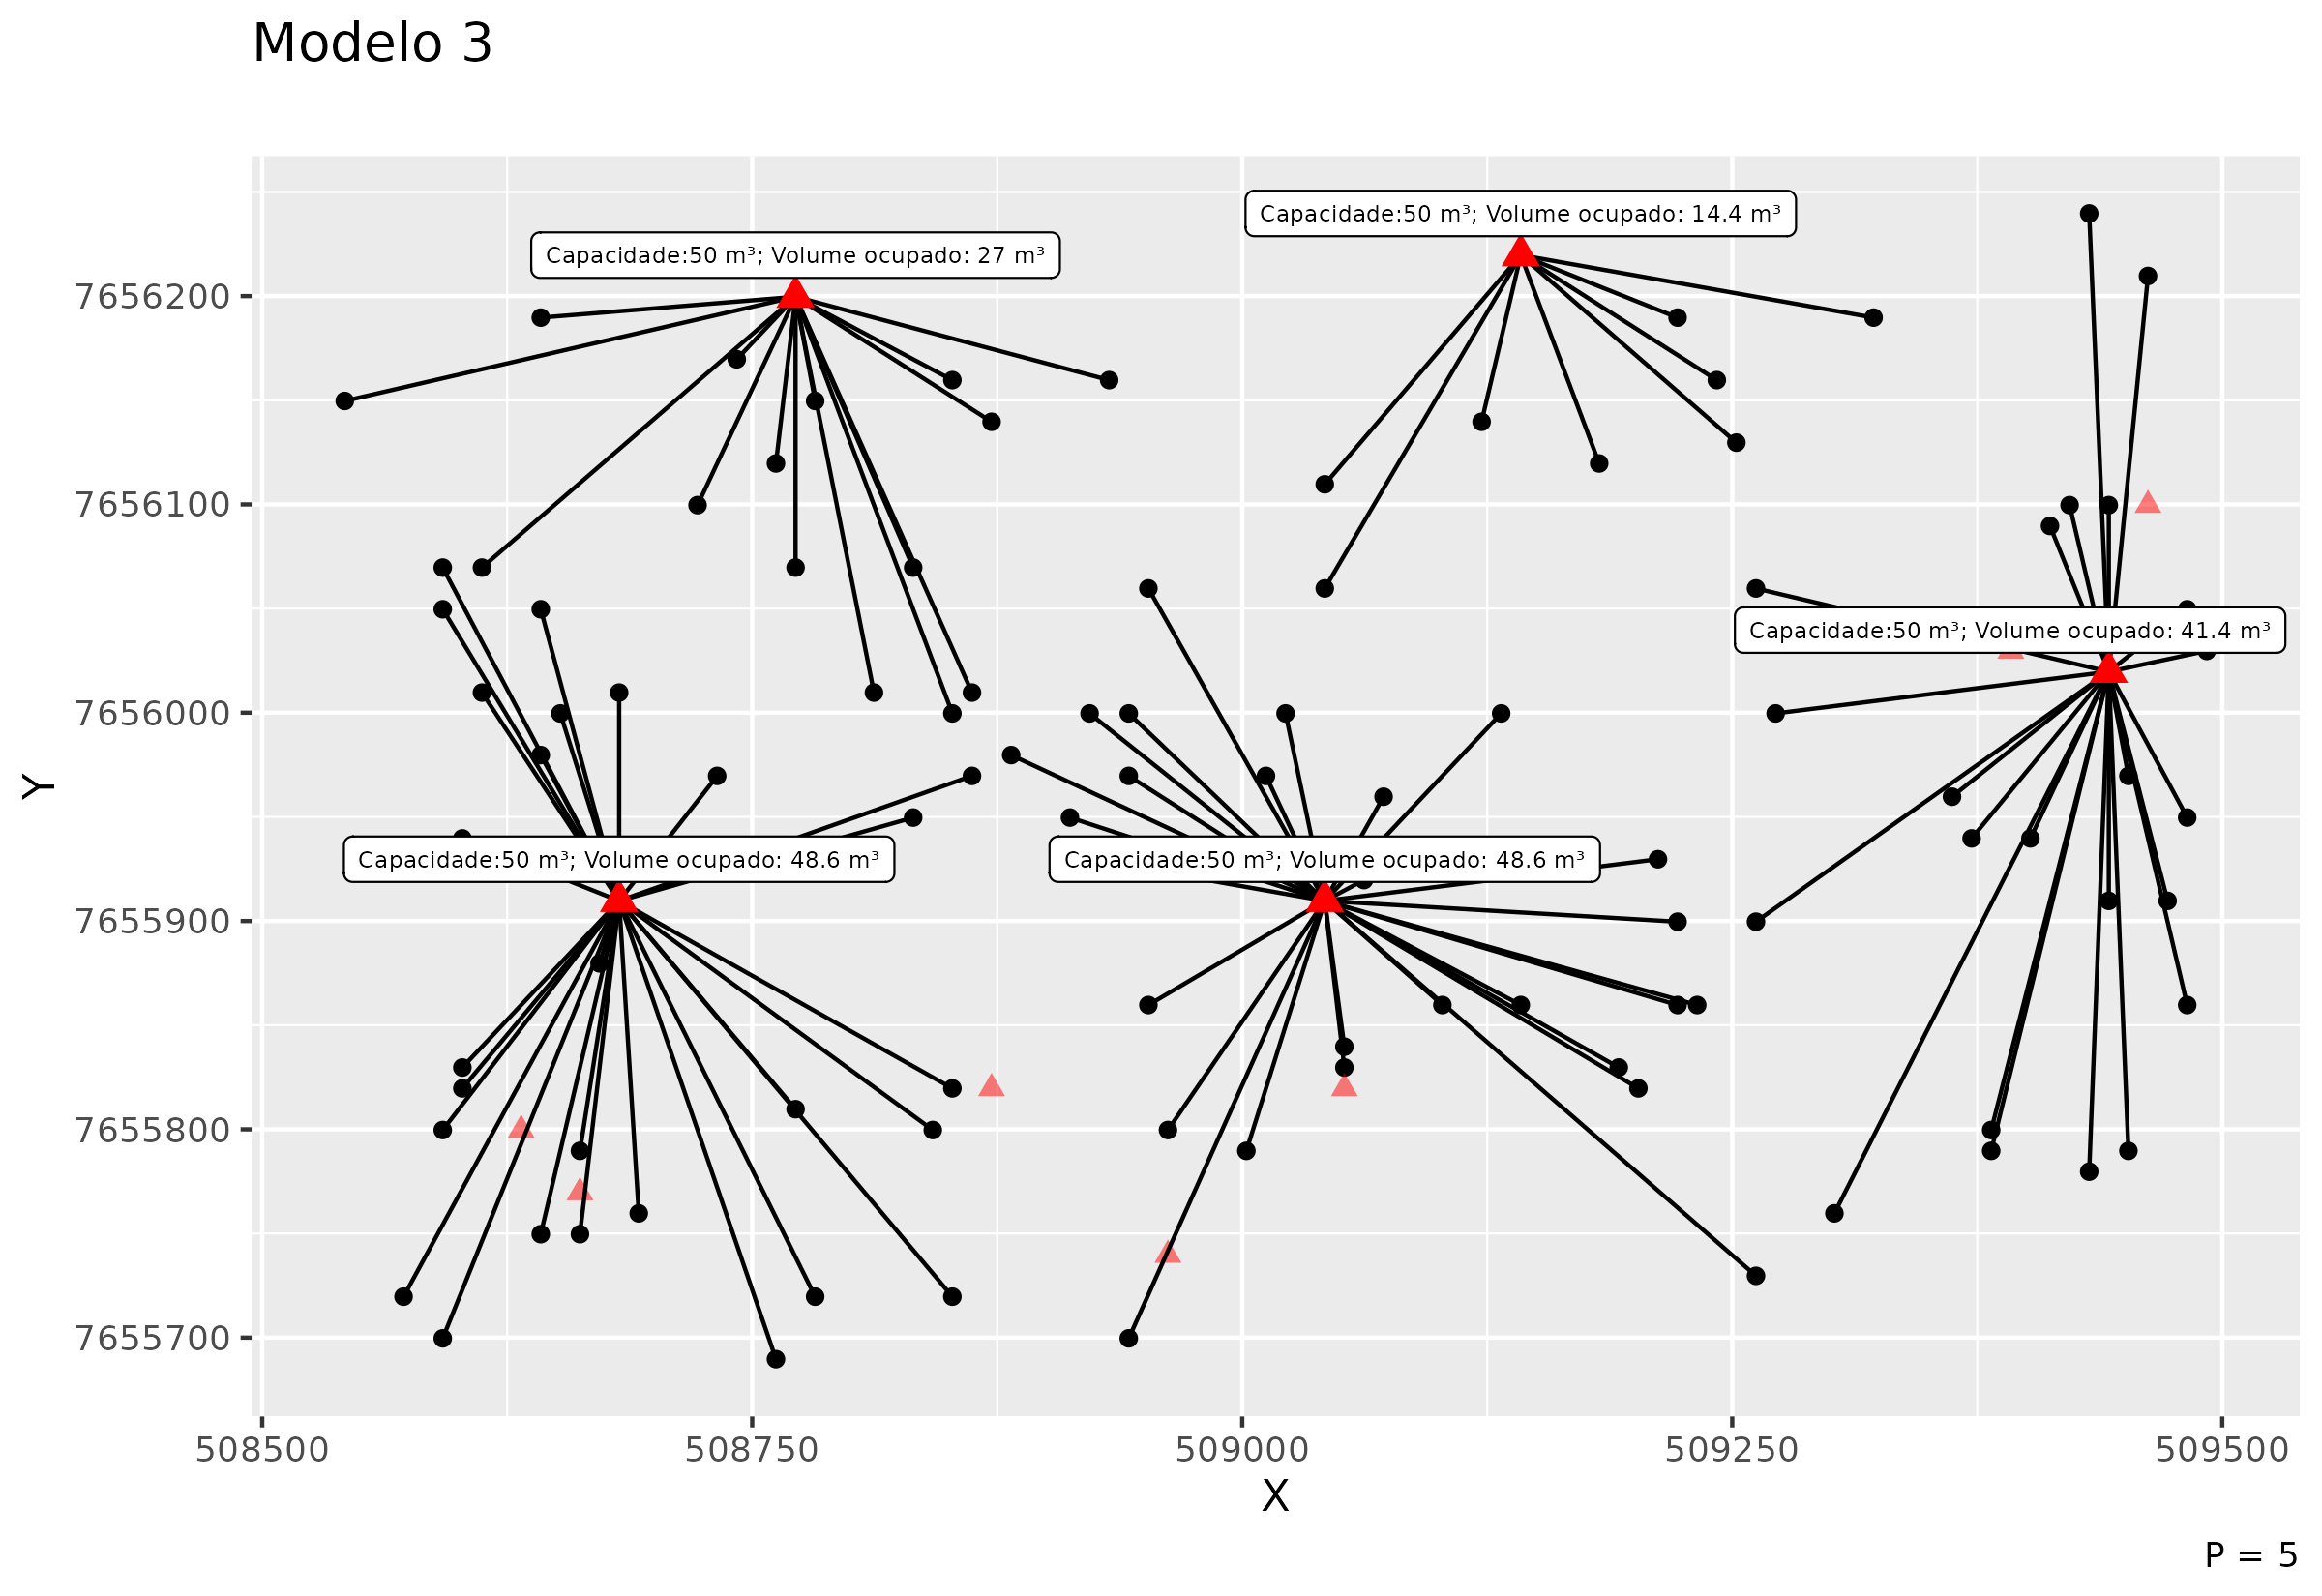 Modelo 3
Capacidade:50 m³; Volume ocupado: 14.4 m³
Capacidade:50 m³; Volume ocupado: 27 m³
7656200
7656100
Capacidade:50 m³; Volume ocupado: 41.4 m³
7656000
Y
Capacidade:50 m³; Volume ocupado: 48.6 m³
Capacidade:50 m³; Volume ocupado: 48.6 m³
7655900
7655800
7655700
508500
508750
509000
509250
509500
X
P = 5